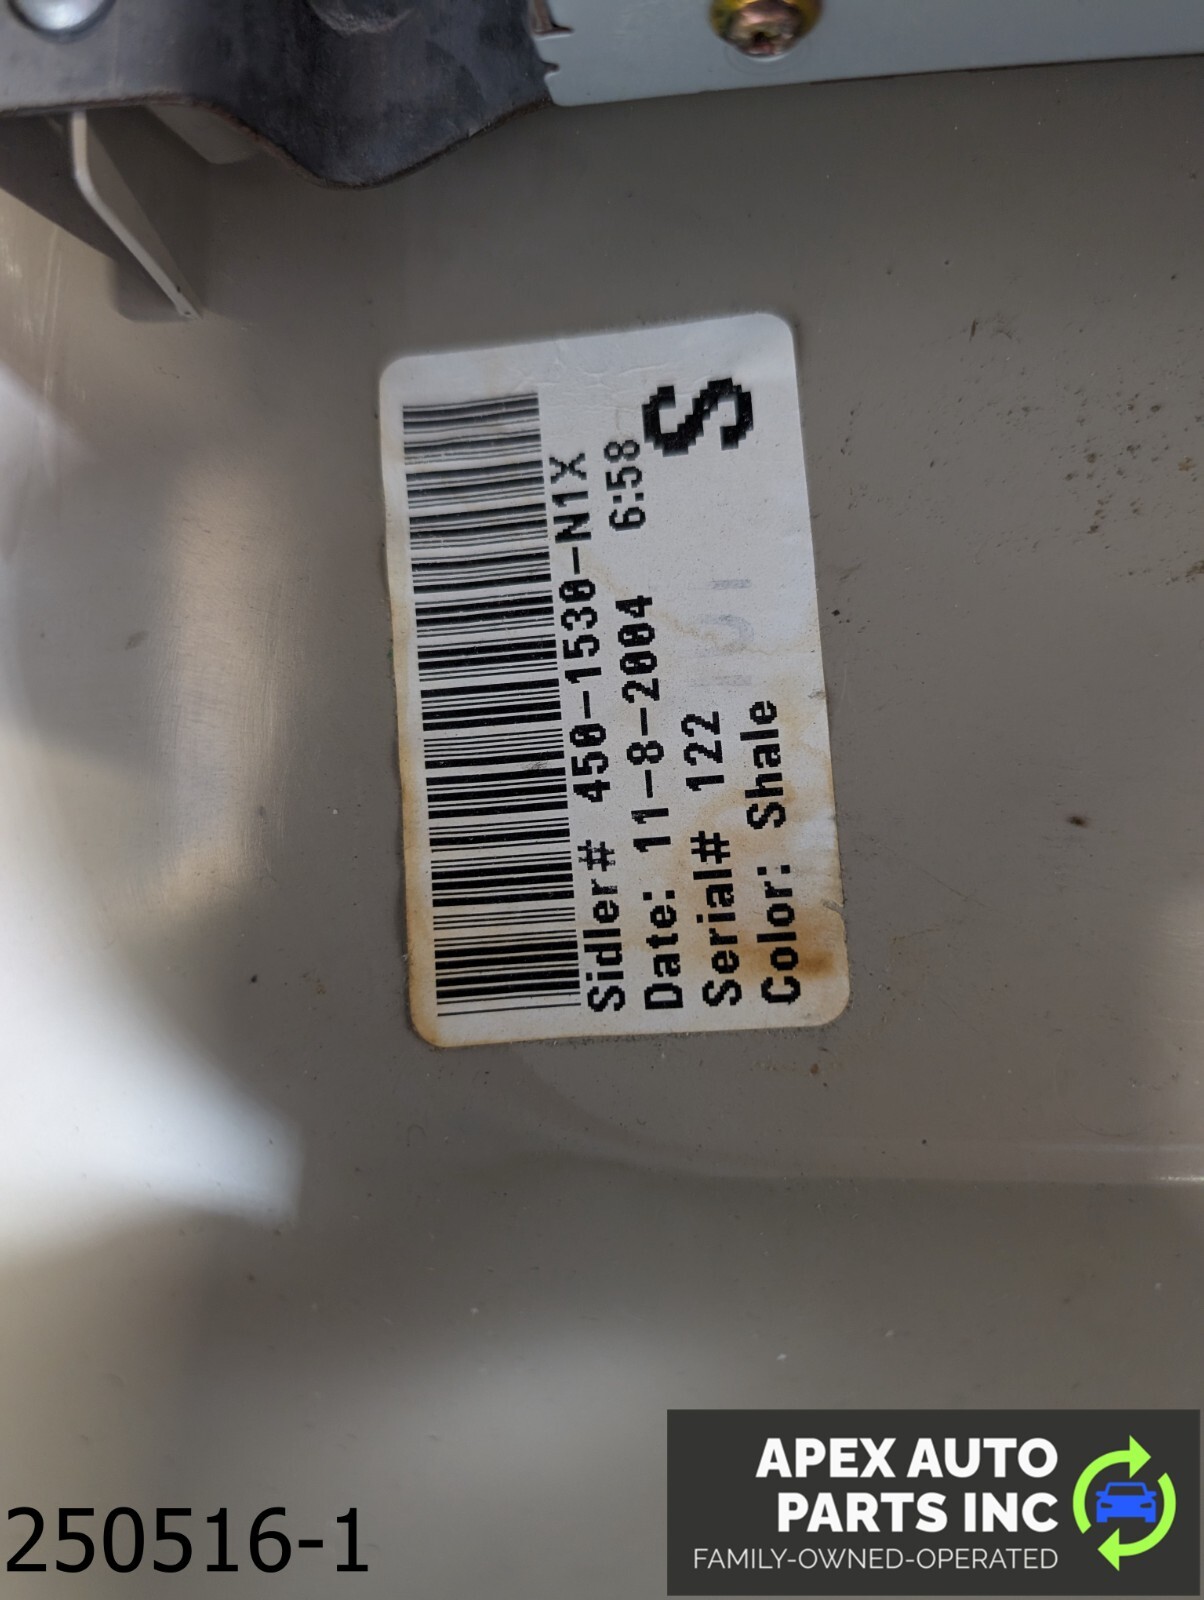 Sidler# 450-1530-N1X
Date: 11-8-2004 6:58
Serial# 122
Color: Shale
S
250516-1
APEX AUTO
PARTS INC
FAMILY-OWNED-OPERATED